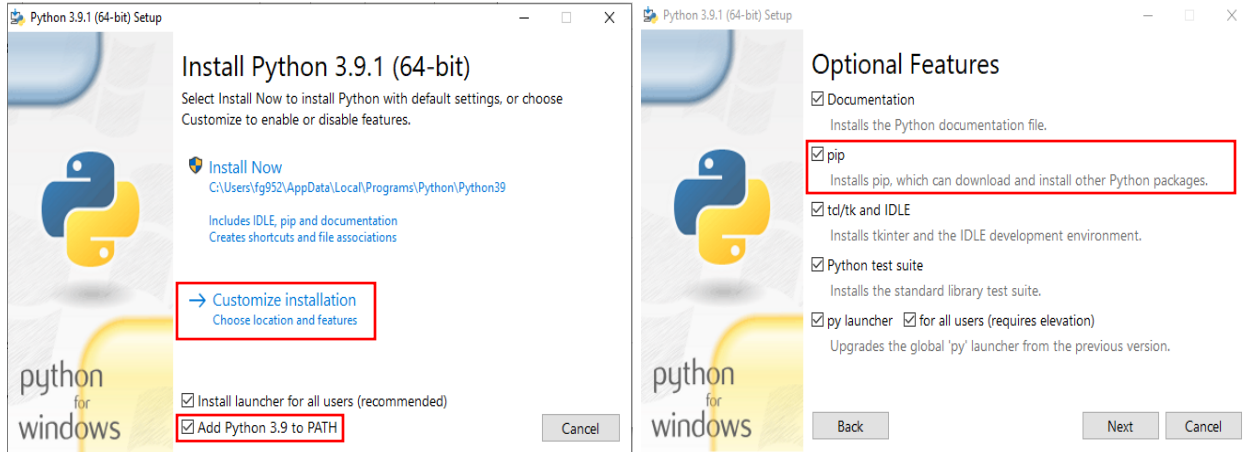 Python 3.9.1 (64-bit) Setup
Install Python 3.9.1 (64-bit)
Select Install Now to install Python with default settings, or choose
Customize to enable or disable features.
Install Now
C:\Users\fg952\AppData\Local\Programs\Python\Python39
Includes IDLE, pip and documentation
Creates shortcuts and file associations
Customize installation
Choose location and features
Install launcher for all users (recommended)
Add Python 3.9 to PATH
Cancel
python
for
windows
Python 3.9.1 (64-bit) Setup
Optional Features
Documentation
Installs the Python documentation file.
pip
Installs pip, which can download and install other Python packages.
tcl/tk and IDLE
Installs tkinter and the IDLE development environment.
Python test suite
Installs the standard library test suite.
py launcher for all users (requires elevation)
Upgrades the global 'py' launcher from the previous version.
python
for
windows
Back
Next
Cancel